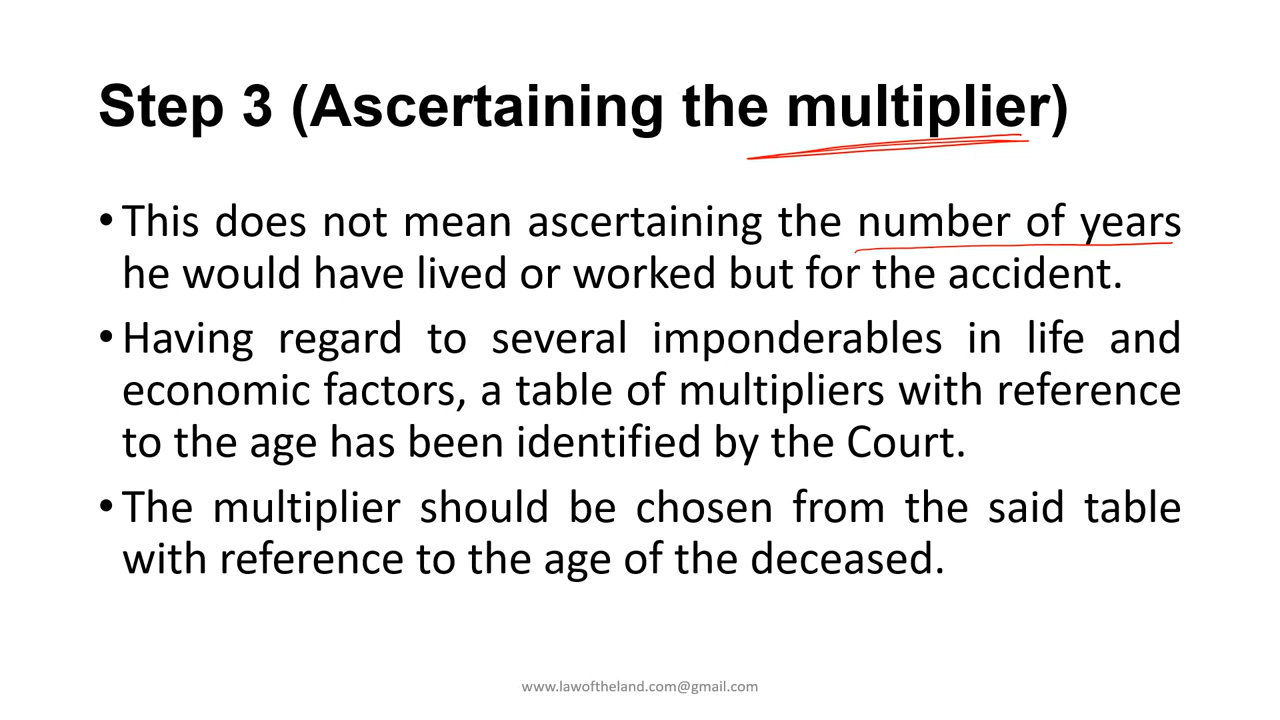 Step 3 (Ascertaining the multiplier)
• This does not mean ascertaining the number of years
he would have lived or worked but for the accident.
• Having regard to several imponderables in life and
economic factors, a table of multipliers with reference
to the age has been identified by the Court.
• The multiplier should be chosen from the said table
with reference to the age of the deceased.
www.lawoftheland.com@gmail.com